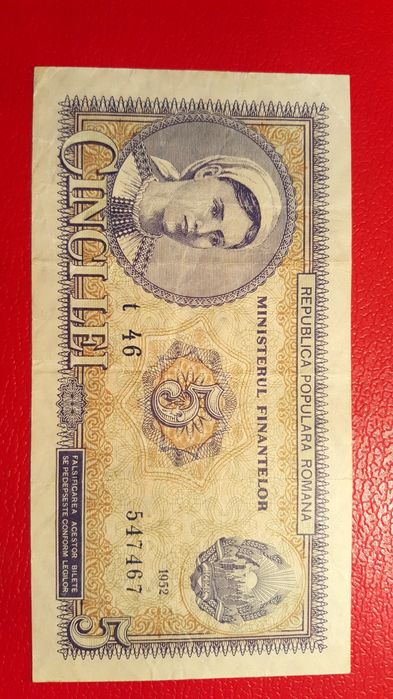 REPUBLICA POPULARA ROMANA
MINISTERUL FINANTELOR
5
t 46
547467
1952
CINCI LEI
FALSIFICAREA ACESTOR BILETE
SE PEDEPSESTE CONFORM LEGILOR
5